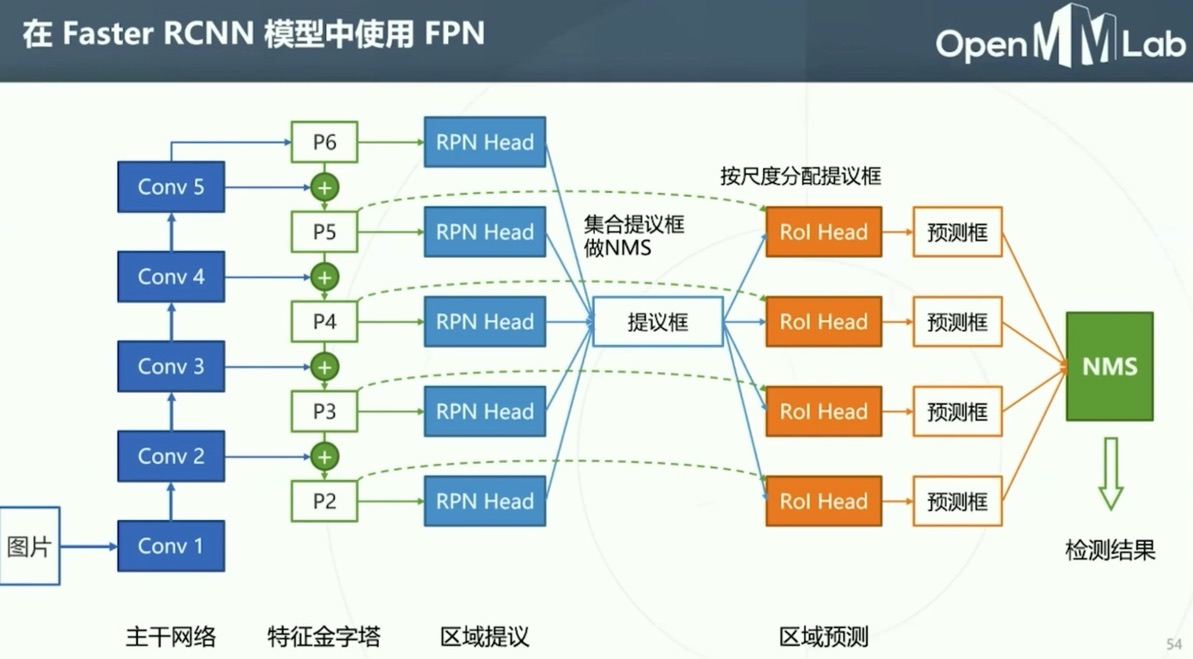 在 Faster RCNN 模型中使用 FPN
OpenMMLab
P6
RPN Head
Conv 5
+
按尺度分配提议框
P5
RPN Head
集合提议框
做NMS
RoI Head
预测框
Conv 4
+
P4
RPN Head
提议框
RoI Head
预测框
Conv 3
+
NMS
P3
RPN Head
RoI Head
预测框
Conv 2
+
P2
RPN Head
RoI Head
预测框
图片
Conv 1
检测结果
主干网络
特征金字塔
区域提议
区域预测
54